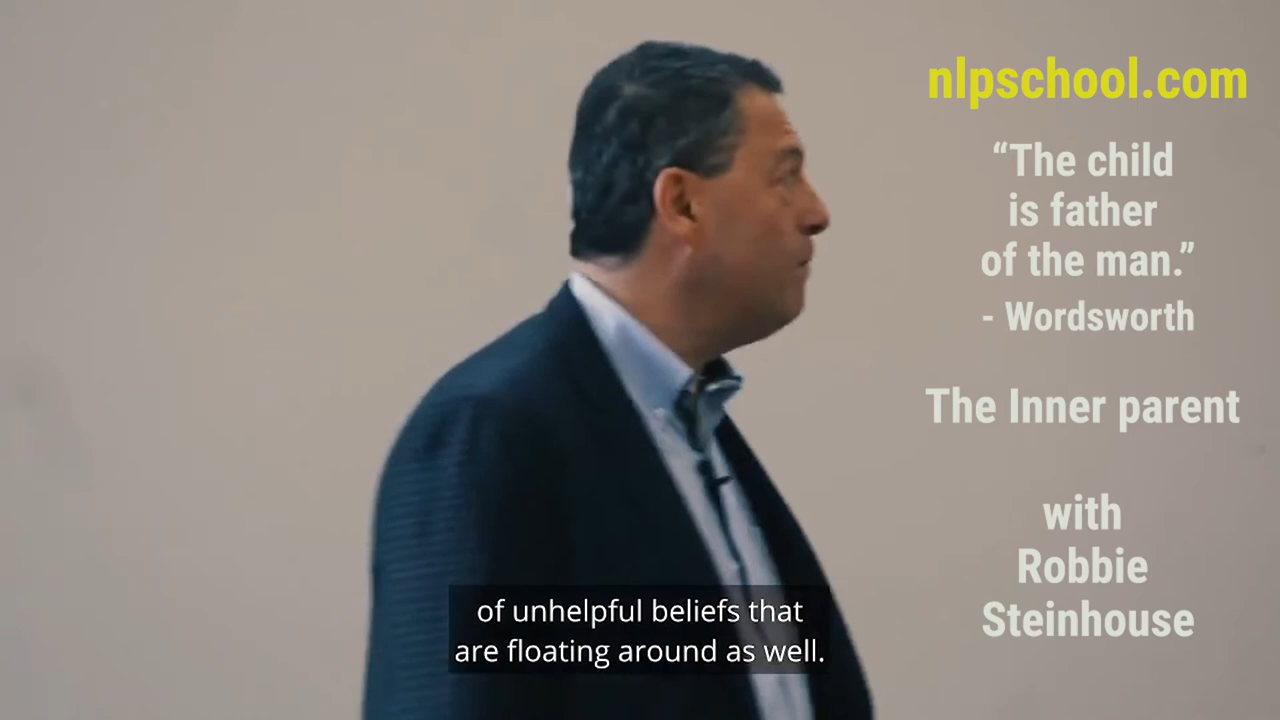 nlpschool.com
“The child
is father
of the man.”
- Wordsworth
The Inner parent
with
Robbie
Steinhouse
of unhelpful beliefs that
are floating around as well.